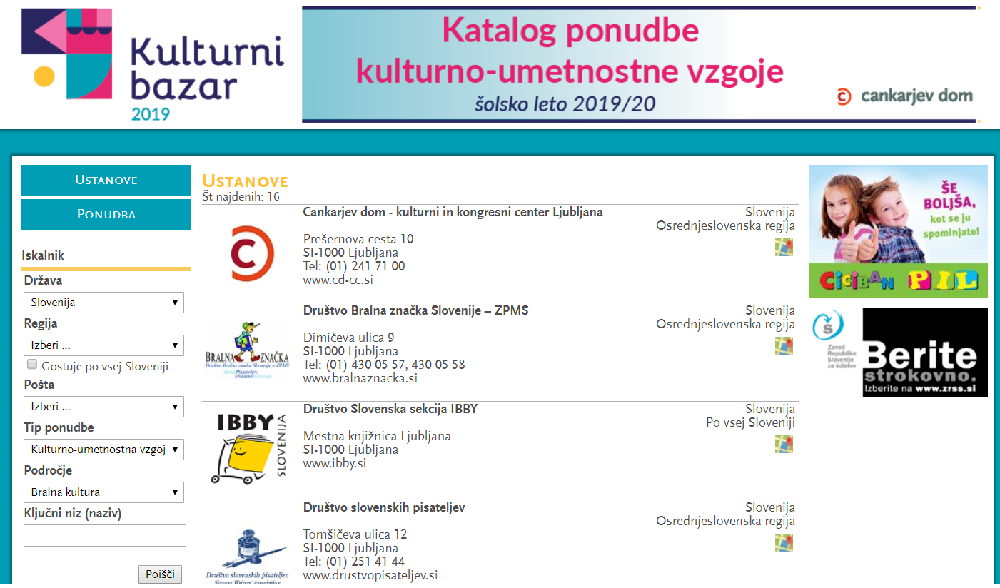 Kulturni
bazar
2019
Katalog ponudbe
kulturno-umetnostne vzgoje
šolsko leto 2019/20
cankarjev dom
Ustanove
Ponudba
Iskalnik
Država
Slovenija
Regija
Izberi ...
Gostuje po vsej Sloveniji
Pošta
Izberi ...
Tip ponudbe
Kulturno-umetnostna vzgoj
Področje
Bralna kultura
Ključni niz (naziv)
Poišči
Ustanove
Št najdenih: 16
Cankarjev dom - kulturni in kongresni center Ljubljana
Prešernova cesta 10
SI-1000 Ljubljana
Tel: (01) 241 71 00
www.cd-cc.si
Slovenija
Osrednjeslovenska regija
BRALNA ZNAČKA
Društvo Bralna značka Slovenije – ZPMS
Društvo Bralna značka Slovenije – ZPMS
Dimičeva ulica 9
SI-1000 Ljubljana
Tel: (01) 430 05 57, 430 05 58
www.bralnaznacka.si
Slovenija
Osrednjeslovenska regija
IBBY
SLOVENIJA
Društvo Slovenska sekcija IBBY
Mestna knjižnica Ljubljana
SI-1000 Ljubljana
www.ibby.si
Slovenija
Po vsej Sloveniji
Društvo slovenskih pisateljev
Slovene Writers' Association
Društvo slovenskih pisateljev
Tomšičeva ulica 12
SI-1000 Ljubljana
Tel: (01) 251 41 44
www.drustvopisateljev.si
Slovenija
Osrednjeslovenska regija
ŠE
BOLJŠA,
kot se ju
spominjate!
CICIBAN PIL
Zavod
Republike
Slovenije
za šolstvo
Berite
strokovno.
Izberite na www.zrss.si